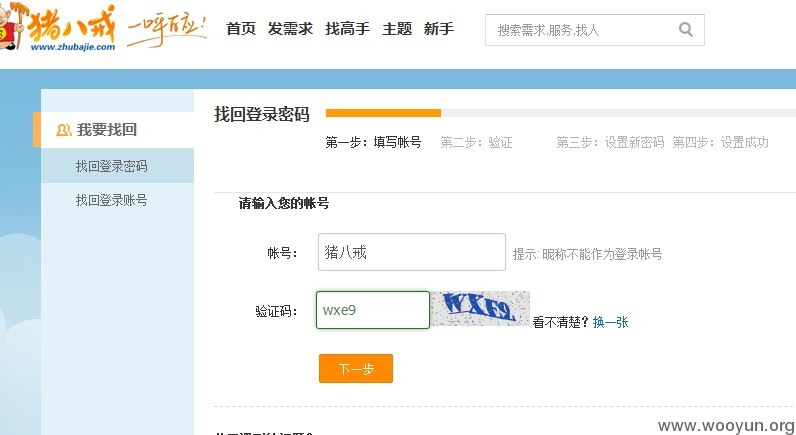 猪八戒 一呼百应!
www.zhubajie.com
首页 发需求 找高手 主题 新手
搜索需求,服务,找人
我要找回
找回登录密码
找回登录账号
找回登录密码
第一步：填写帐号 第二步：验证 第三步：设置新密码 第四步：设置成功
请输入您的帐号
帐号： 猪八戒 提示: 昵称不能作为登录帐号
验证码： wxe9 WXE9 看不清楚？换一张
下一步
www.wooyun.org